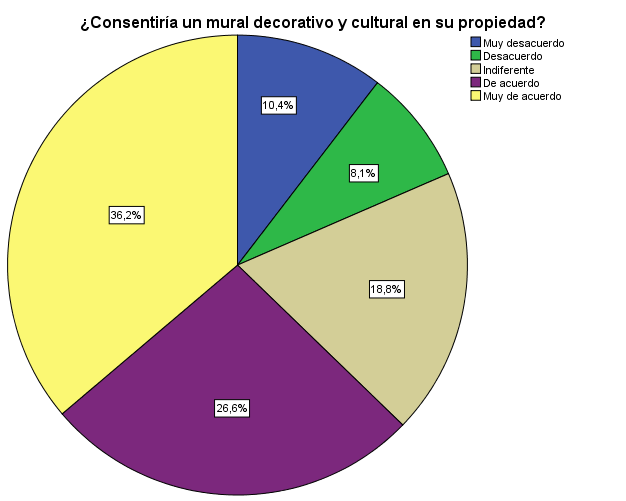 ¿Consentiría un mural decorativo y cultural en su propiedad?
Muy desacuerdo
Desacuerdo
Indiferente
De acuerdo
Muy de acuerdo
10,4%
8,1%
18,8%
26,6%
36,2%